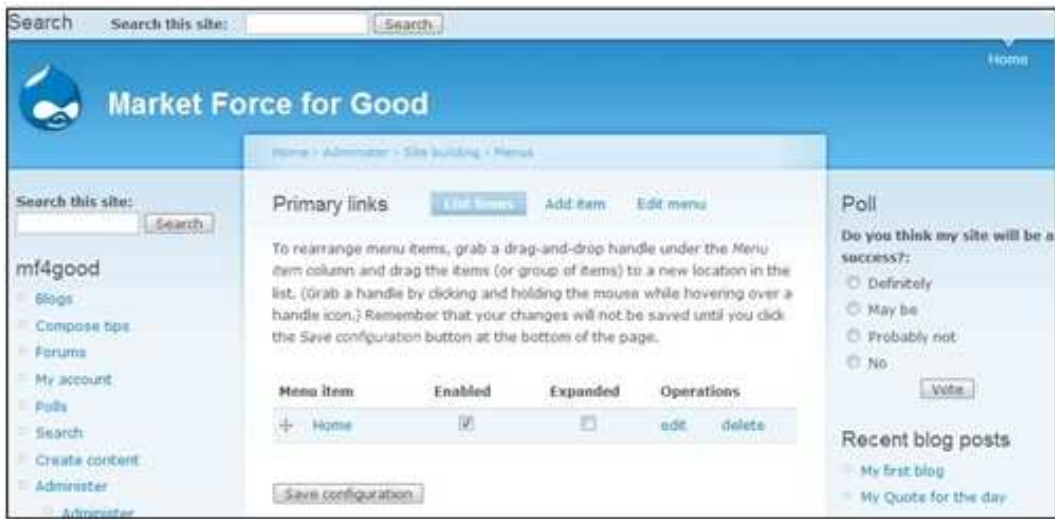 Search Search this site: Search
Home
Market Force for Good
Home › Administer › Site building › Menus
Search this site:
Search
mf4good
Blogs
Compose tips
Forums
My account
Polls
Search
Create content
Administer
Administer
Primary links List items Add item Edit menu
To rearrange menu items, grab a drag-and-drop handle under the Menu
item column and drag the items (or group of items) to a new location in the
list. (Grab a handle by clicking and holding the mouse while hovering over a
handle icon.) Remember that your changes will not be saved until you click
the Save configuration button at the bottom of the page.
Menu item Enabled Expanded Operations
Home edit delete
Save configuration
Poll
Do you think my site will be a
success?:
Definitely
May be
Probably not
No
Vote
Recent blog posts
My first blog
My Quote for the day